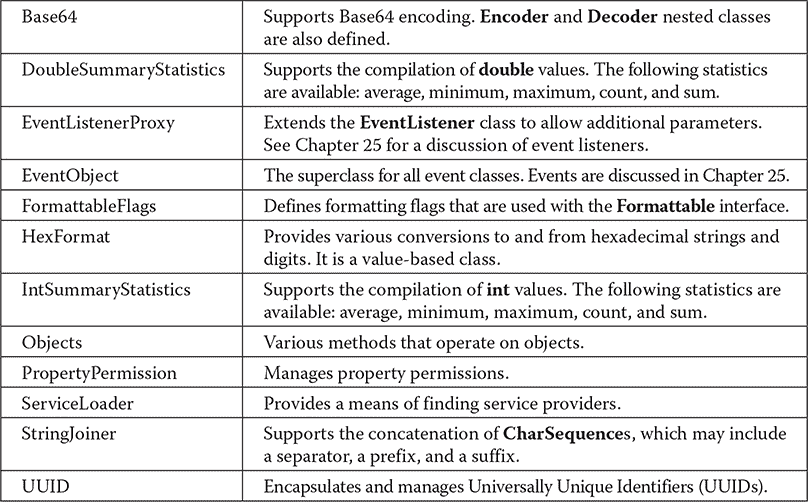 Base64 Supports Base64 encoding. Encoder and Decoder nested classes
are also defined.
DoubleSummaryStatistics Supports the compilation of double values. The following statistics
are available: average, minimum, maximum, count, and sum.
EventListenerProxy Extends the EventListener class to allow additional parameters.
See Chapter 25 for a discussion of event listeners.
EventObject The superclass for all event classes. Events are discussed in Chapter 25.
FormattableFlags Defines formatting flags that are used with the Formattable interface.
HexFormat Provides various conversions to and from hexadecimal strings and
digits. It is a value-based class.
IntSummaryStatistics Supports the compilation of int values. The following statistics are
available: average, minimum, maximum, count, and sum.
Objects Various methods that operate on objects.
PropertyPermission Manages property permissions.
ServiceLoader Provides a means of finding service providers.
StringJoiner Supports the concatenation of CharSequences, which may include
a separator, a prefix, and a suffix.
UUID Encapsulates and manages Universally Unique Identifiers (UUIDs).